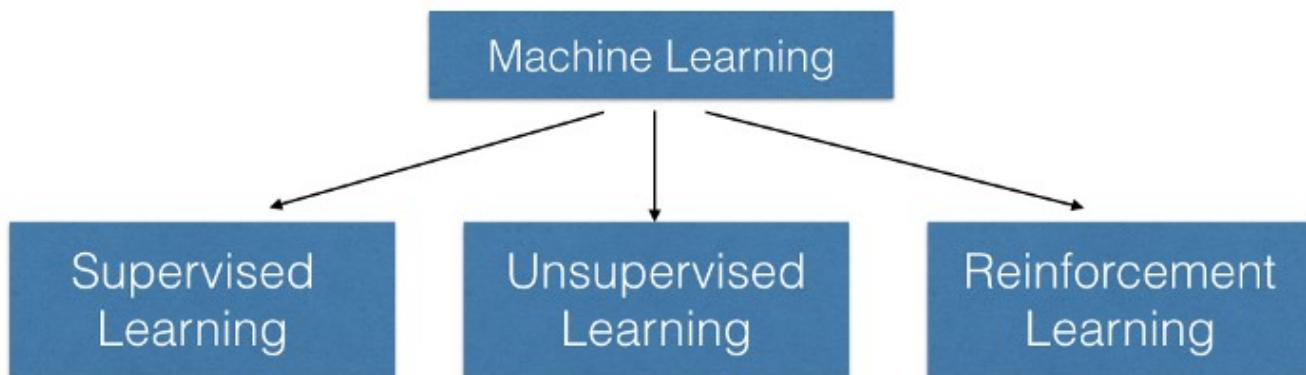 Machine Learning
Supervised
Learning
Unsupervised
Learning
Reinforcement
Learning